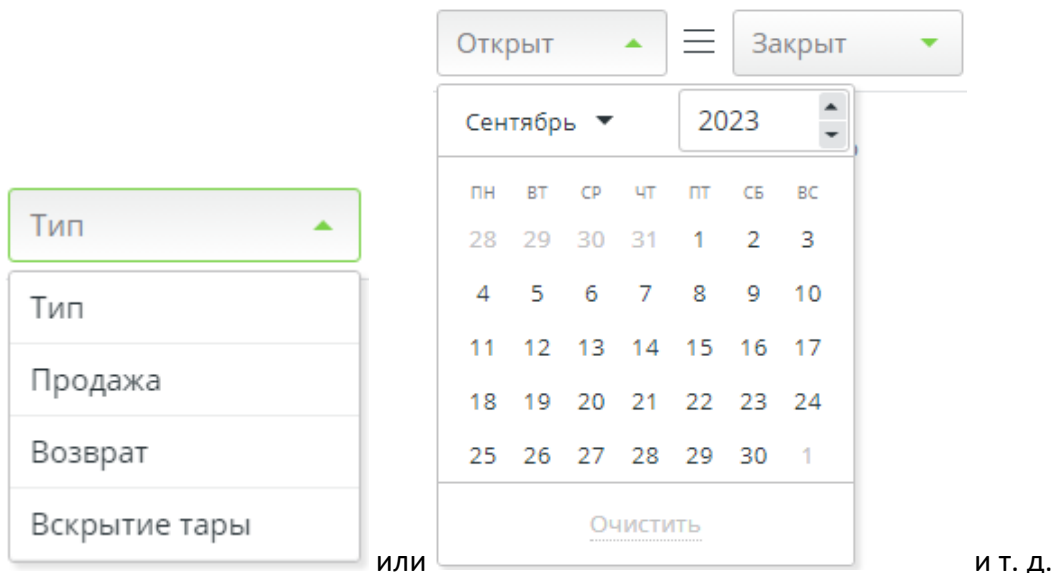 Открыт Закрыт
Сентябрь 2023
пн вт ср чт пт сб вс
28 29 30 31 1 2 3
4 5 6 7 8 9 10
11 12 13 14 15 16 17
18 19 20 21 22 23 24
25 26 27 28 29 30 1
Очистить
Тип
Тип
Продажа
Возврат
Вскрытие тары
или
и т. д.